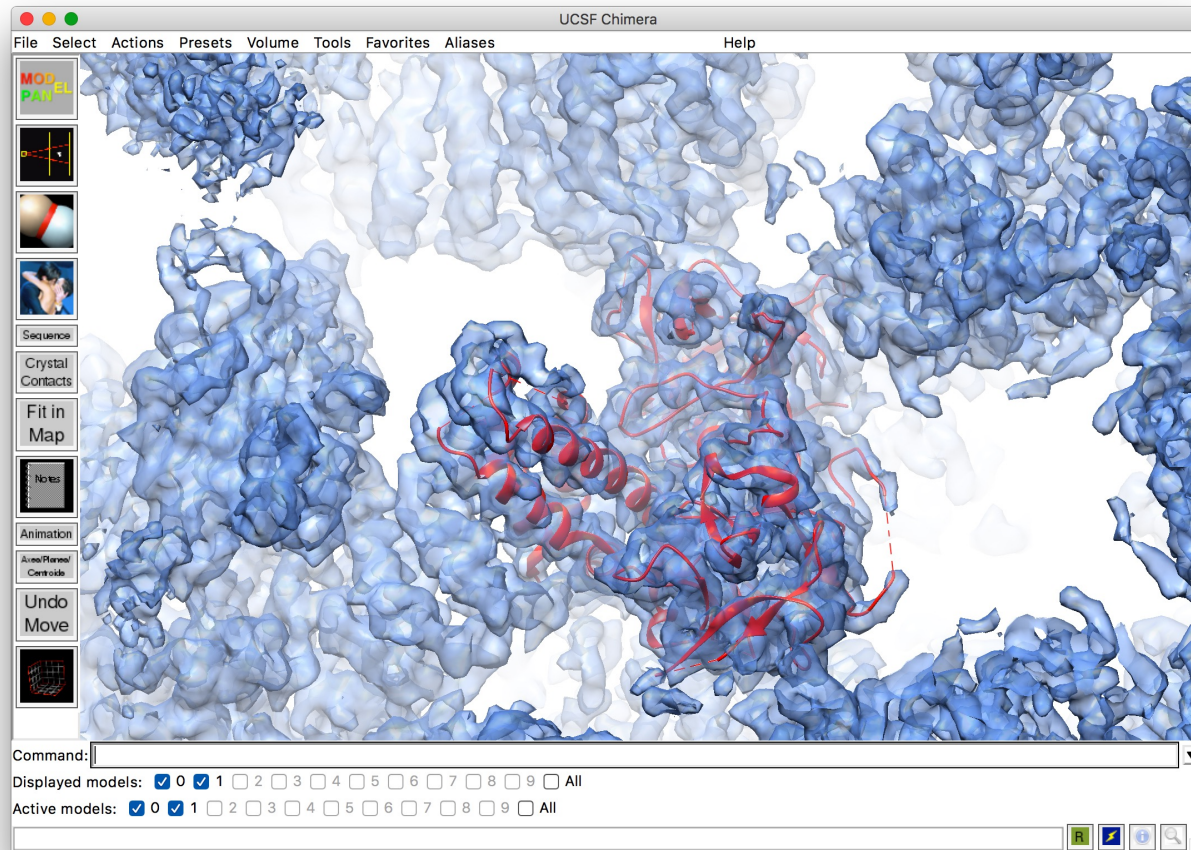 UCSF Chimera
File Select Actions Presets Volume Tools Favorites Aliases Help
MOD
EL
PAN
Sequence
Crystal
Contacts
Fit in
Map
Notes
Animation
Axes/Planes/
Centroids
Undo
Move
Command:
Displayed models: 0 1 2 3 4 5 6 7 8 9 All
Active models: 0 1 2 3 4 5 6 7 8 9 All
R